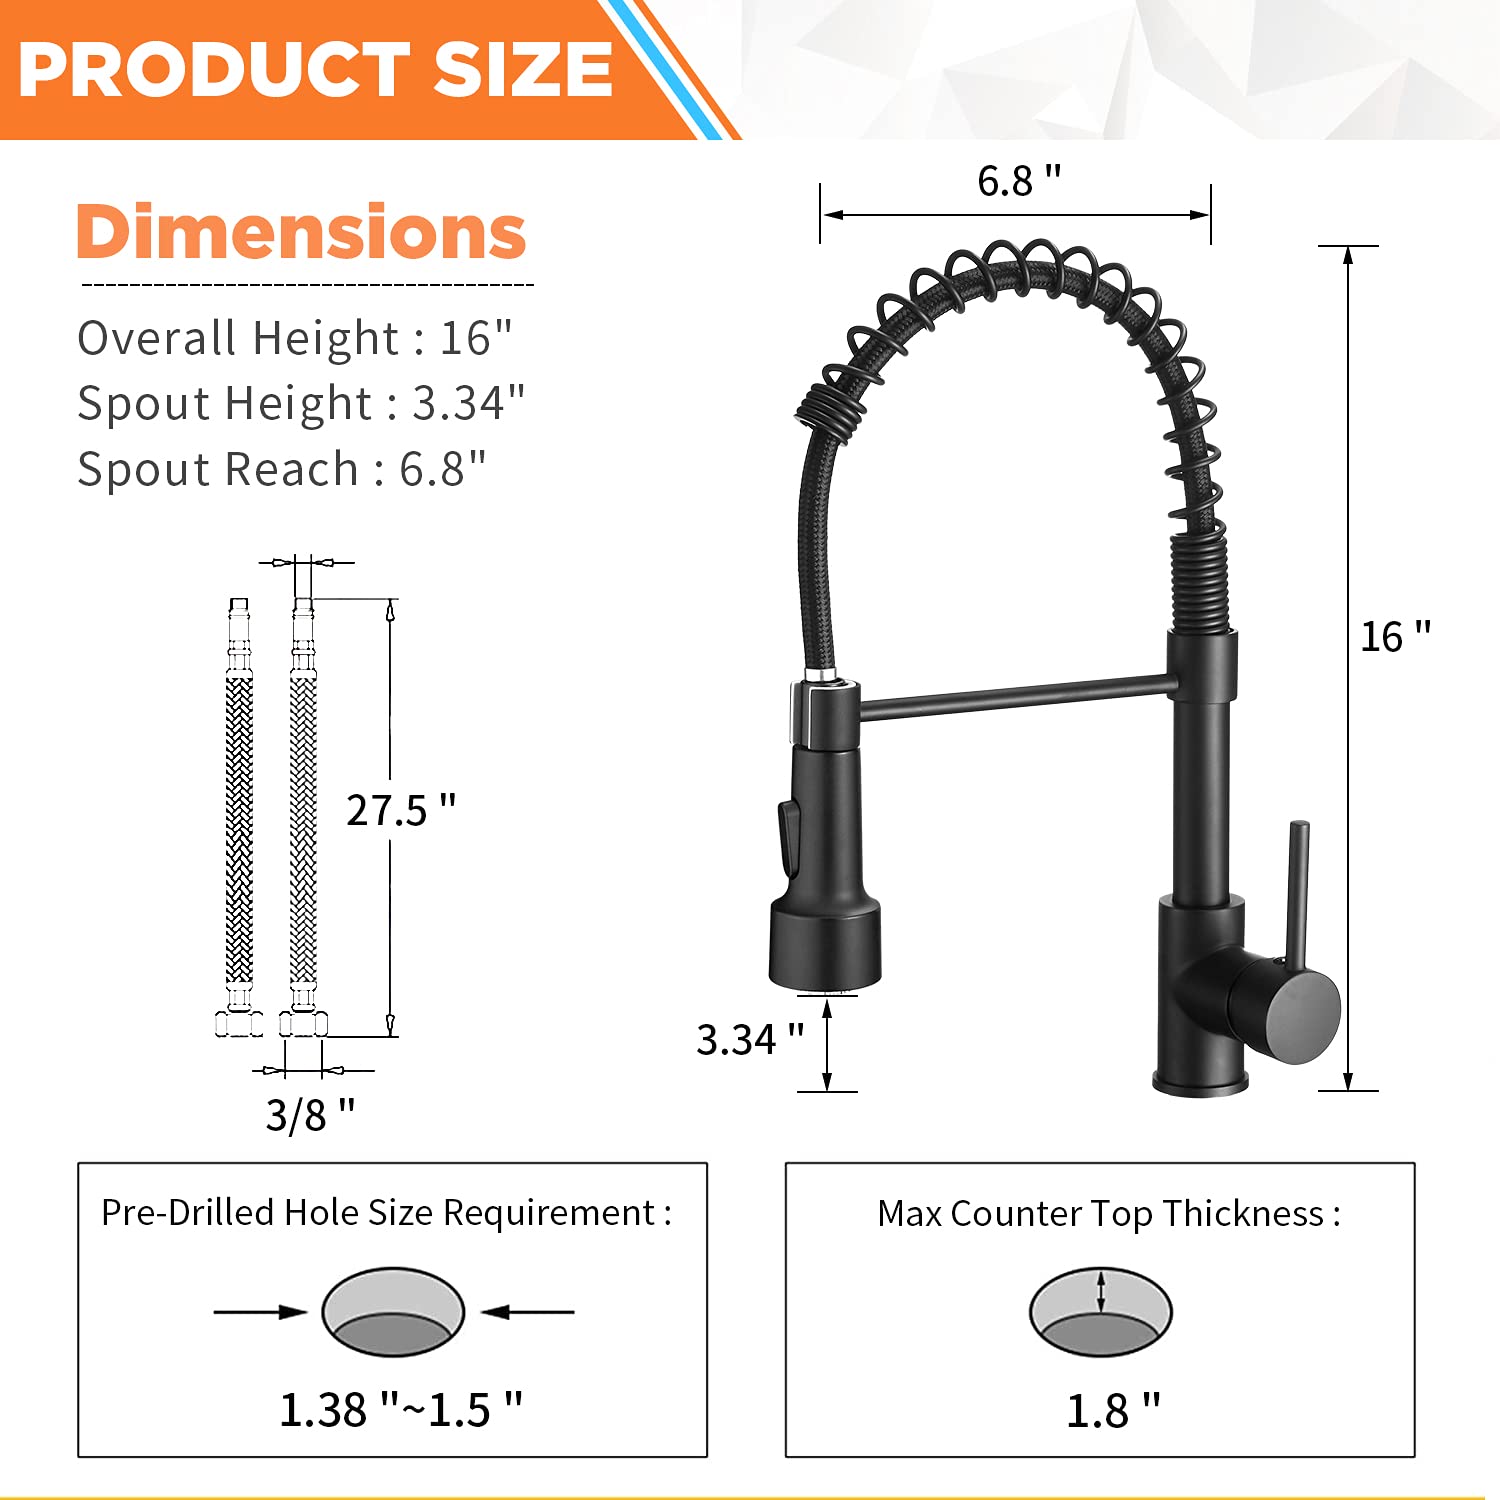 PRODUCT SIZE
Dimensions
Overall Height : 16"
Spout Height : 3.34"
Spout Reach : 6.8"
6.8 "
16 "
27.5 "
3.34 "
3/8 "
Pre-Drilled Hole Size Requirement :
1.38 "~1.5 "
Max Counter Top Thickness :
1.8 "